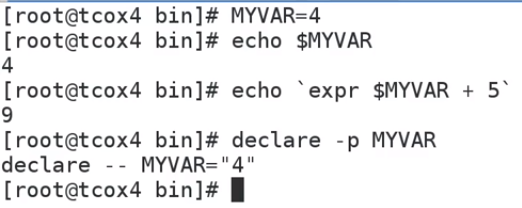 [root@tcox4 bin]# MYVAR=4
[root@tcox4 bin]# echo $MYVAR
4
[root@tcox4 bin]# echo `expr $MYVAR + 5`
9
[root@tcox4 bin]# declare -p MYVAR
declare -- MYVAR="4"
[root@tcox4 bin]#